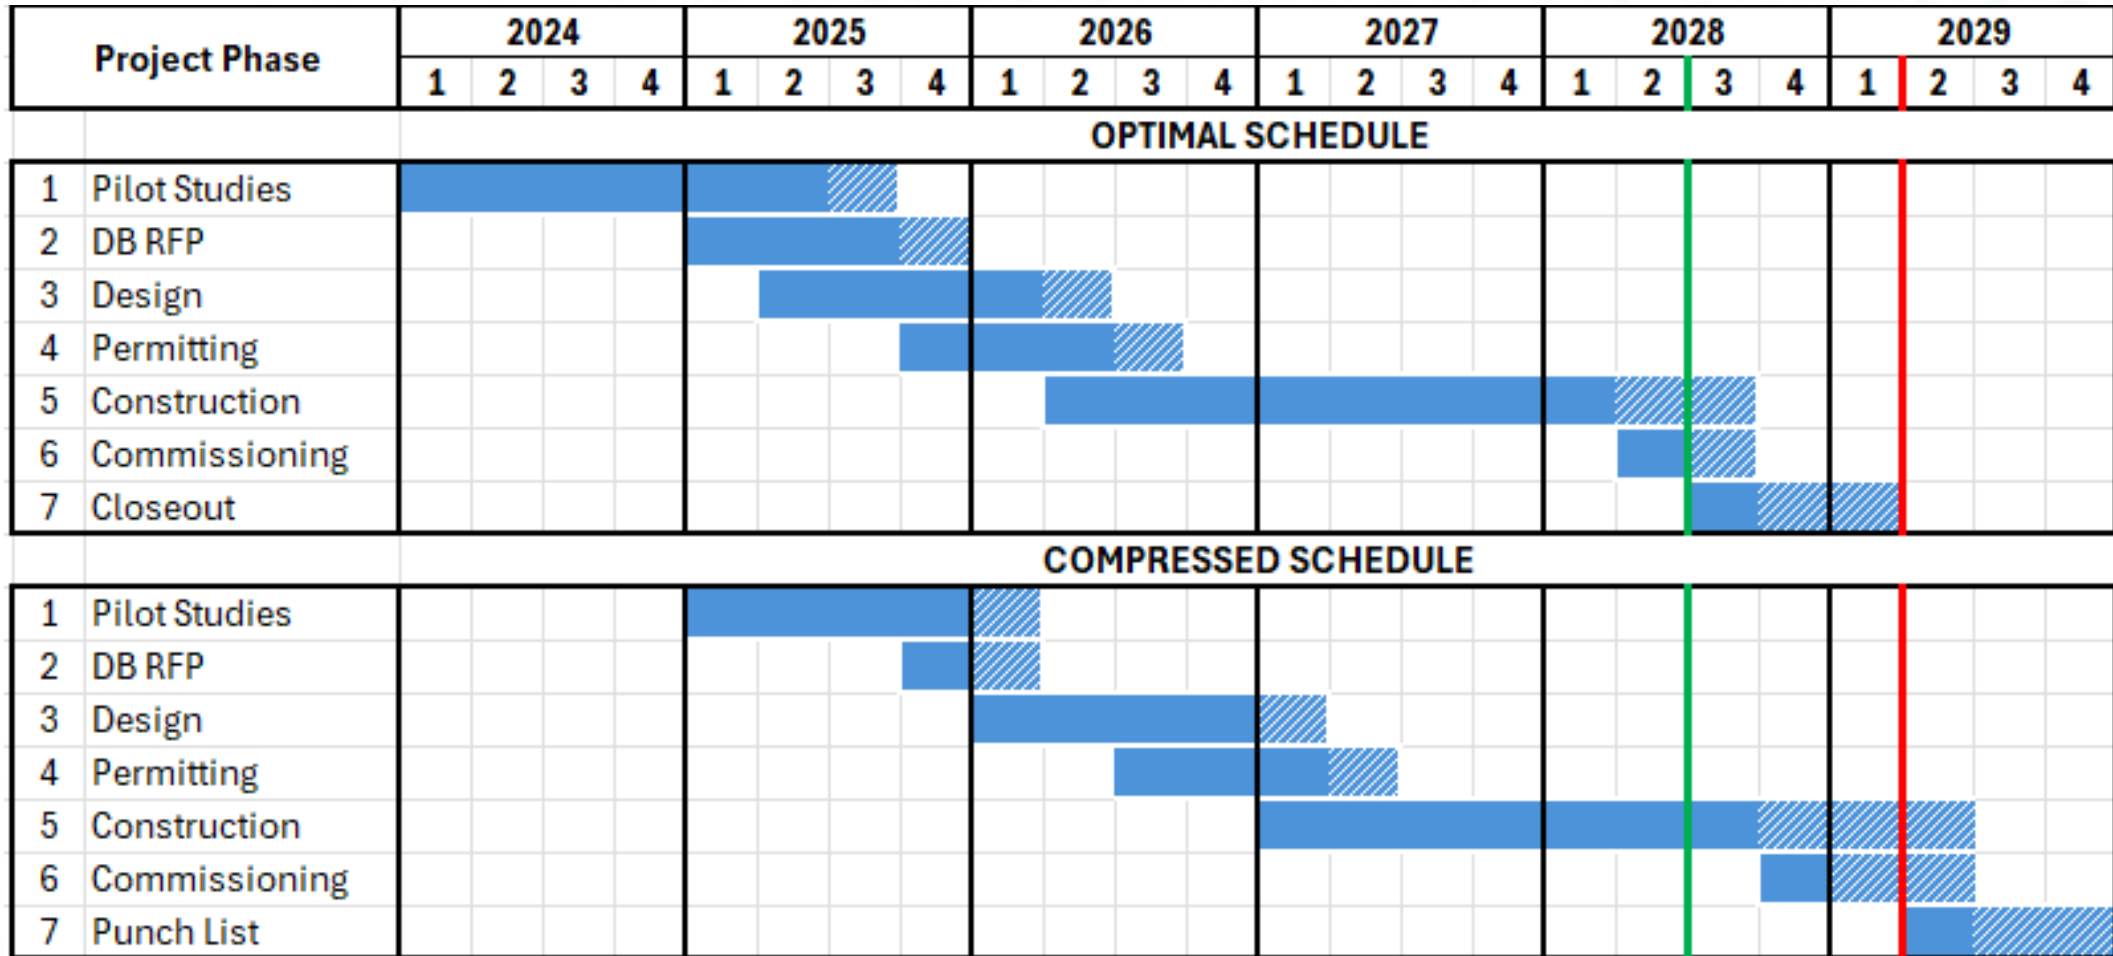 Project Phase 2024 2025 2026 2027 2028 2029
1 2 3 4 1 2 3 4 1 2 3 4 1 2 3 4 1 2 3 4 1 2 3 4
OPTIMAL SCHEDULE
1 Pilot Studies
2 DB RFP
3 Design
4 Permitting
5 Construction
6 Commissioning
7 Closeout
COMPRESSED SCHEDULE
1 Pilot Studies
2 DB RFP
3 Design
4 Permitting
5 Construction
6 Commissioning
7 Punch List